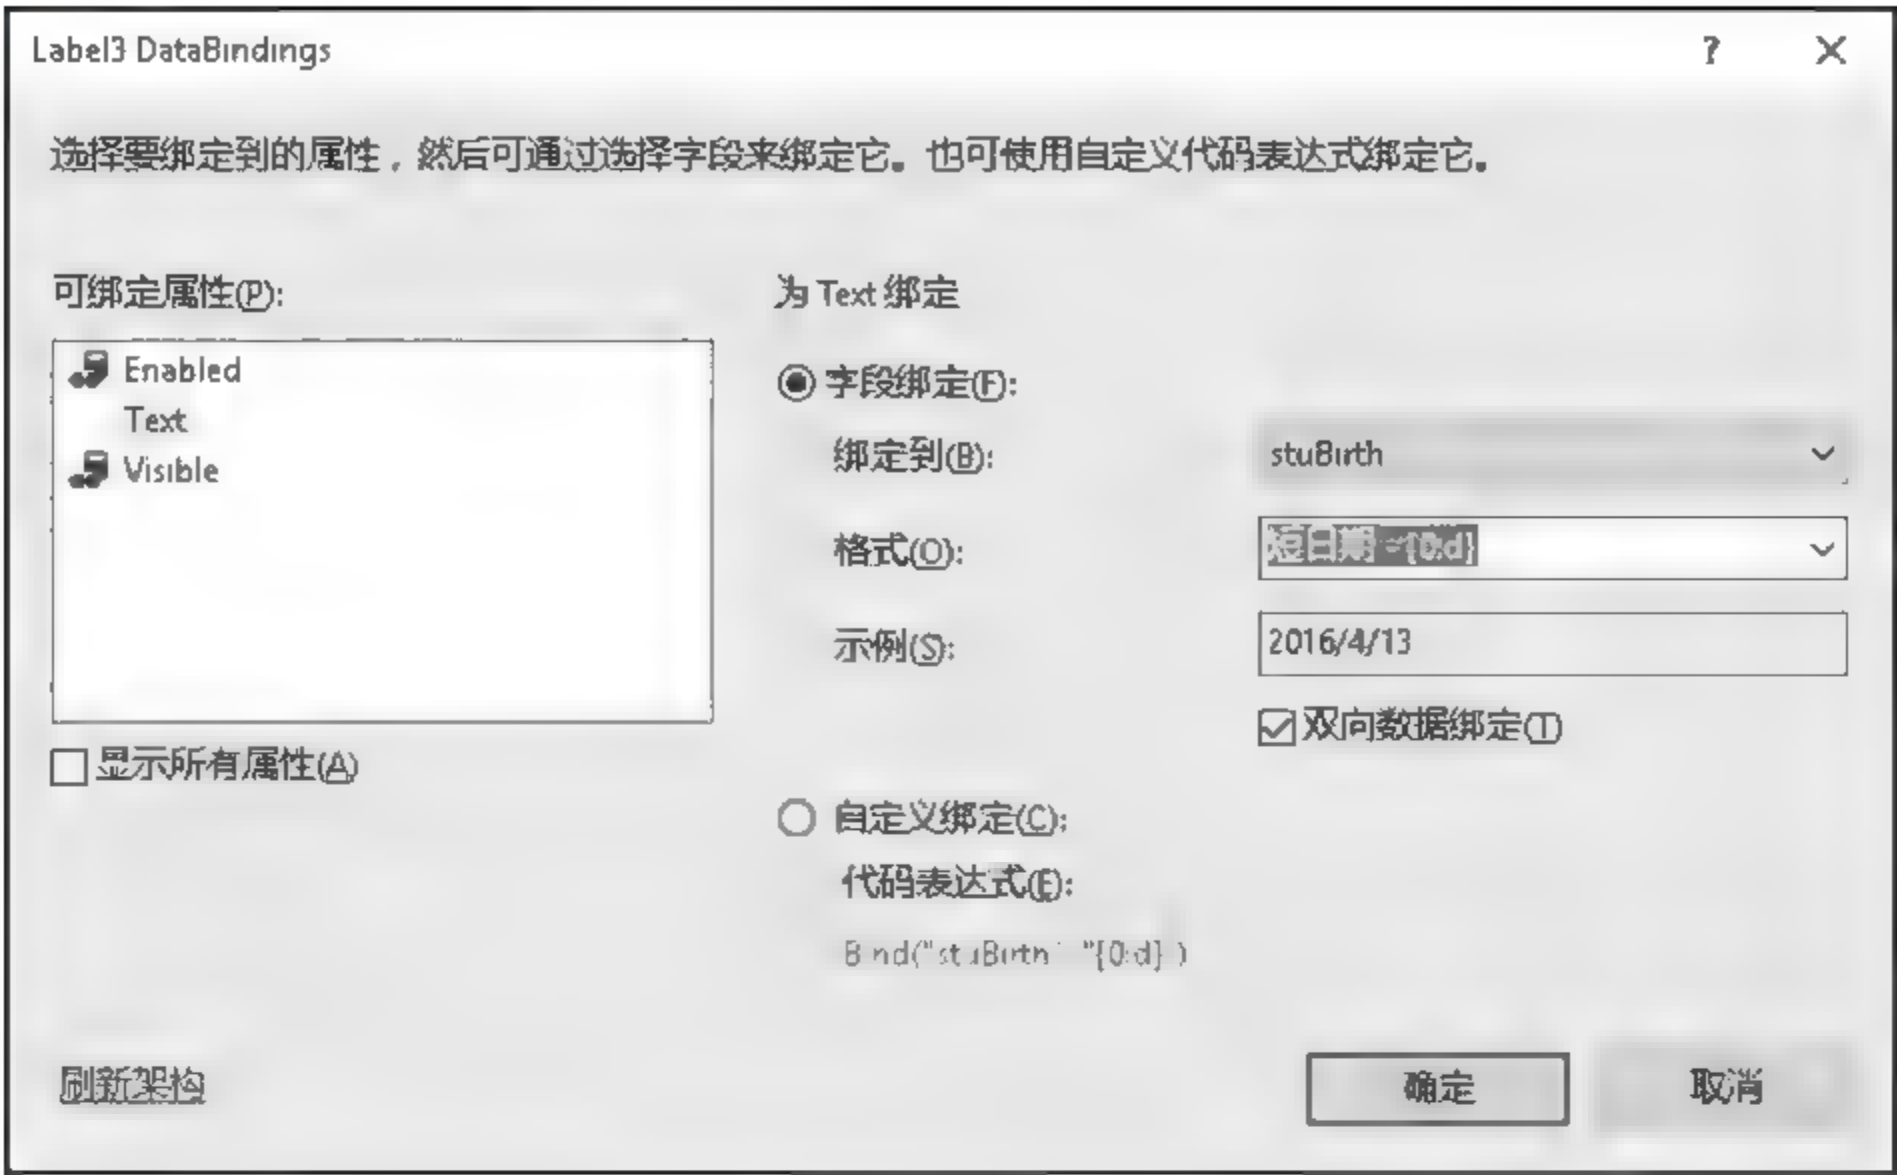 Label3 DataBindings
? ×
选择要绑定到的属性，然后可通过选择字段来绑定它。也可使用自定义代码表达式绑定它。
可绑定属性(P):
Enabled
Text
Visible
显示所有属性(A)
为 Text 绑定
字段绑定(F):
绑定到(B):
stuBirth
格式(O):
短日期 -{0:d}
示例(S):
2016/4/13
双向数据绑定(T)
自定义绑定(C):
代码表达式(E):
Bind("stuBirth" "{0:d}")
刷新架构
确定
取消